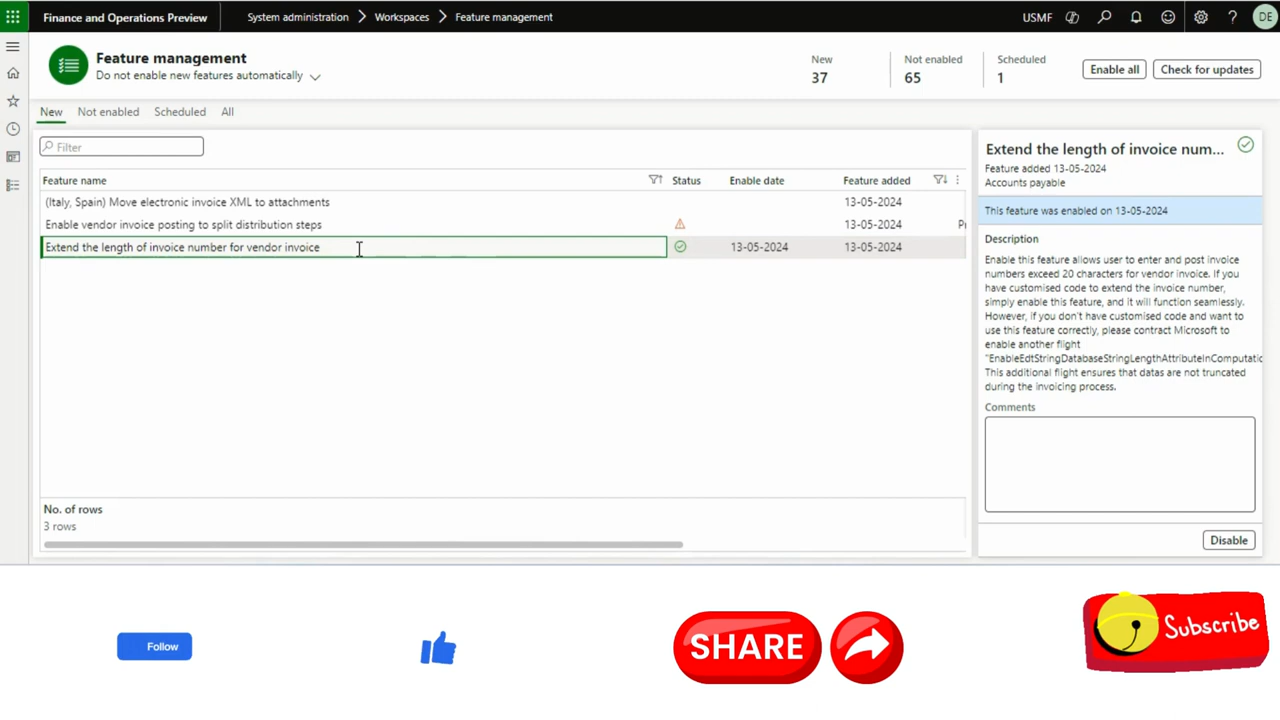 Finance and Operations Preview
System administration > Workspaces > Feature management
USMF
DE
Feature management
Do not enable new features automatically
New
37
Not enabled
65
Scheduled
1
Enable all
Check for updates
New
Not enabled
Scheduled
All
Filter
Feature name
Status
Enable date
Feature added
(Italy, Spain) Move electronic invoice XML to attachments
13-05-2024
Enable vendor invoice posting to split distribution steps
13-05-2024
Extend the length of invoice number for vendor invoice
13-05-2024
13-05-2024
No. of rows
3 rows
Extend the length of invoice num...
Feature added 13-05-2024
Accounts payable
This feature was enabled on 13-05-2024
Description
Enable this feature allows user to enter and post invoice
numbers exceed 20 characters for vendor invoice. If you
have customised code to extend the invoice number,
simply enable this feature, and it will function seamlessly.
However, if you don't have customised code and want to
use this feature correctly, please contract Microsoft to
enable another flight
"EnableEdtStringDatabaseStringLengthAttributeInComputatic
This additional flight ensures that datas are not truncated
during the invoicing process.
Comments
Disable
Follow
SHARE
Subscribe